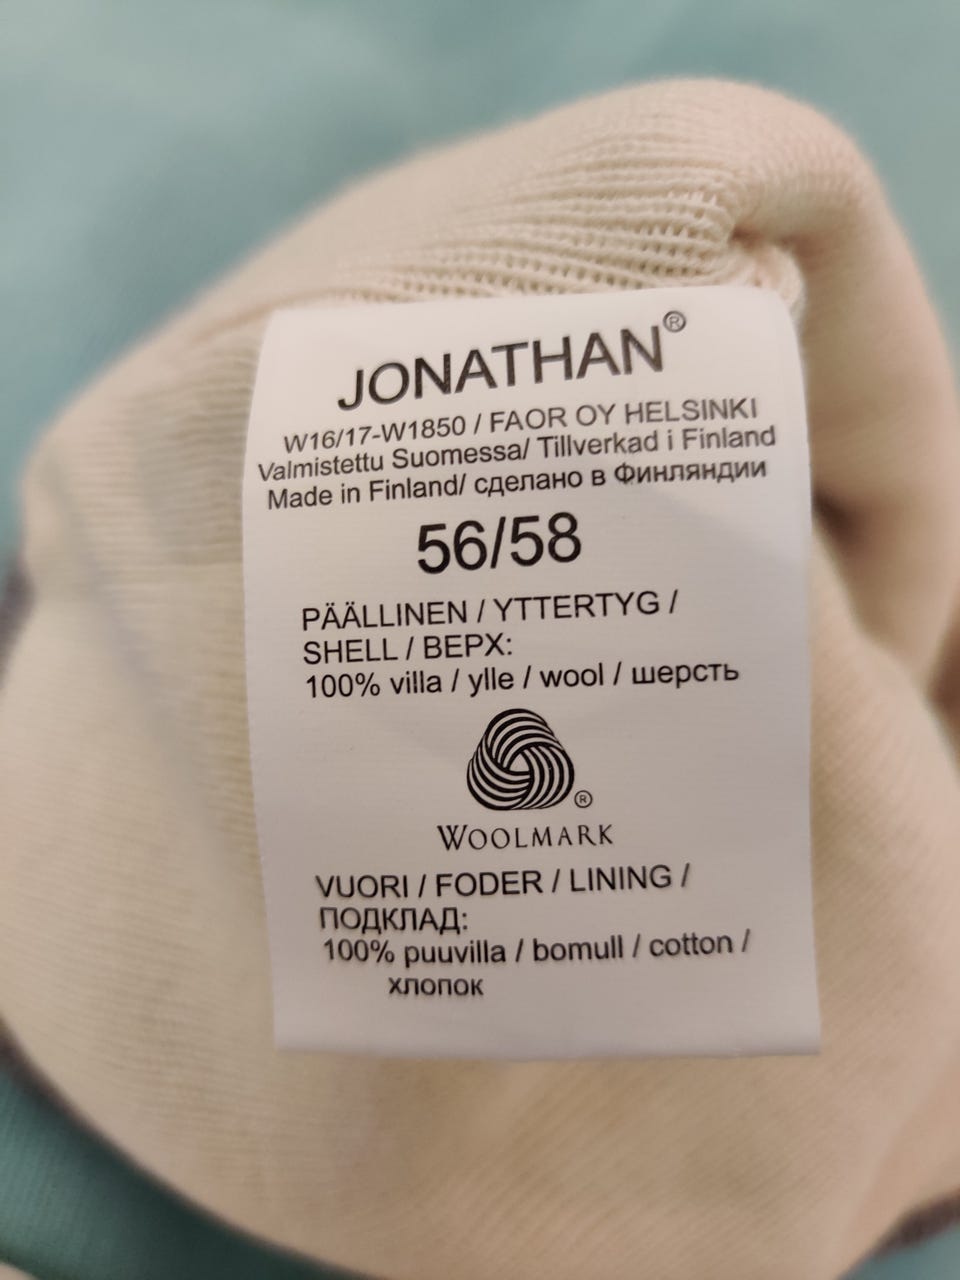 JONATHAN®
W16/17-W1850 / FAOR OY HELSINKI
Valmistettu Suomessa/ Tillverkad i Finland
Made in Finland/ сделано в Финляндии
56/58
PÄÄLLINEN / YTTERTYG /
SHELL / ВЕРХ:
100% villa / ylle / wool / шерсть
®
WOOLMARK
VUORI / FODER / LINING /
ПОДКЛАД:
100% puuvilla / bomull / cotton /
хлопок